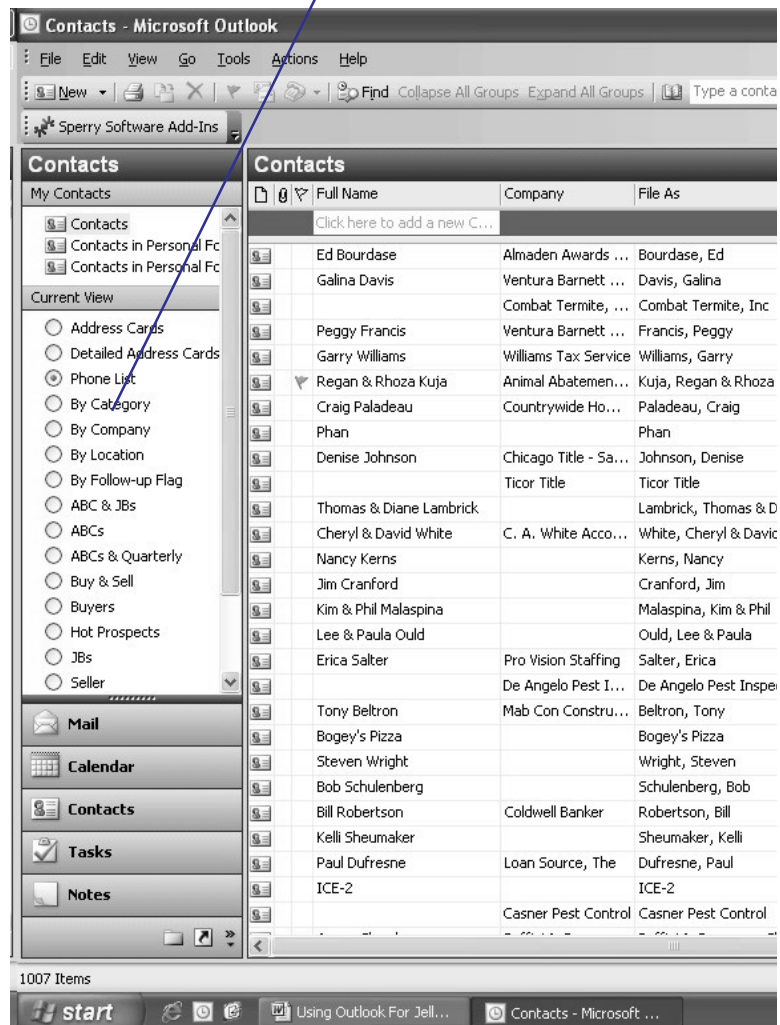 Contacts - Microsoft Outlook
File Edit View Go Tools Actions Help
New Find Collapse All Groups Expand All Groups Type a conta
Sperry Software Add-Ins
Contacts
My Contacts
Contacts
Contacts in Personal Fc
Contacts in Personal Fc
Current View
Address Cards
Detailed Address Cards
Phone List
By Category
By Company
By Location
By Follow-up Flag
ABC & JBs
ABCs
ABCs & Quarterly
Buy & Sell
Buyers
Hot Prospects
JBs
Seller
Mail
Calendar
Contacts
Tasks
Notes
Contacts
Full Name Company File As
Click here to add a new C...
Ed Bourdase Almaden Awards ... Bourdase, Ed
Galina Davis Ventura Barnett ... Davis, Galina
Combat Termite, ... Combat Termite, Inc
Peggy Francis Ventura Barnett ... Francis, Peggy
Garry Williams Williams Tax Service Williams, Garry
Regan & Rhoza Kuja Animal Abatemen... Kuja, Regan & Rhoza
Craig Paladeau Countrywide Ho... Paladeau, Craig
Phan Phan
Denise Johnson Chicago Title - Sa... Johnson, Denise
Ticor Title Ticor Title
Thomas & Diane Lambrick Lambrick, Thomas & D
Cheryl & David White C. A. White Acco... White, Cheryl & David
Nancy Kerns Kerns, Nancy
Jim Cranford Cranford, Jim
Kim & Phil Malaspina Malaspina, Kim & Phil
Lee & Paula Ould Ould, Lee & Paula
Erica Salter Pro Vision Staffing Salter, Erica
De Angelo Pest I... De Angelo Pest Inspe
Tony Beltron Mab Con Constru... Beltron, Tony
Bogey's Pizza Bogey's Pizza
Steven Wright Wright, Steven
Bob Schulenberg Schulenberg, Bob
Bill Robertson Coldwell Banker Robertson, Bill
Kelli Sheumaker Sheumaker, Kelli
Paul Dufresne Loan Source, The Dufresne, Paul
ICE-2 ICE-2
Casner Pest Control Casner Pest Control
1007 Items
start Using Outlook For Jell... Contacts - Microsoft ...